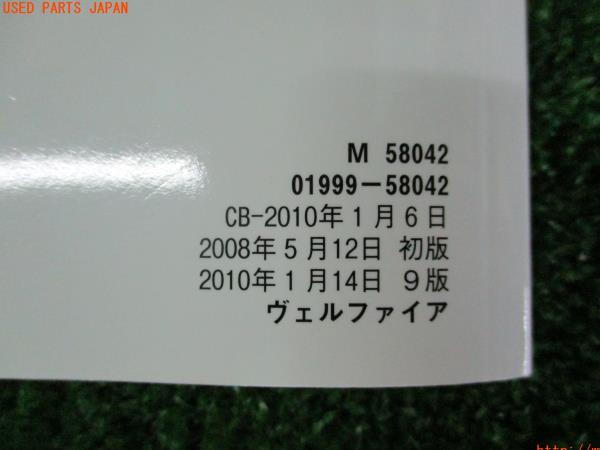 USED PARTS JAPAN
M 58042
01999-58042
CB-2010年1月6日
2008年5月12日 初版
2010年1月14日 9版
ヴェルファイア